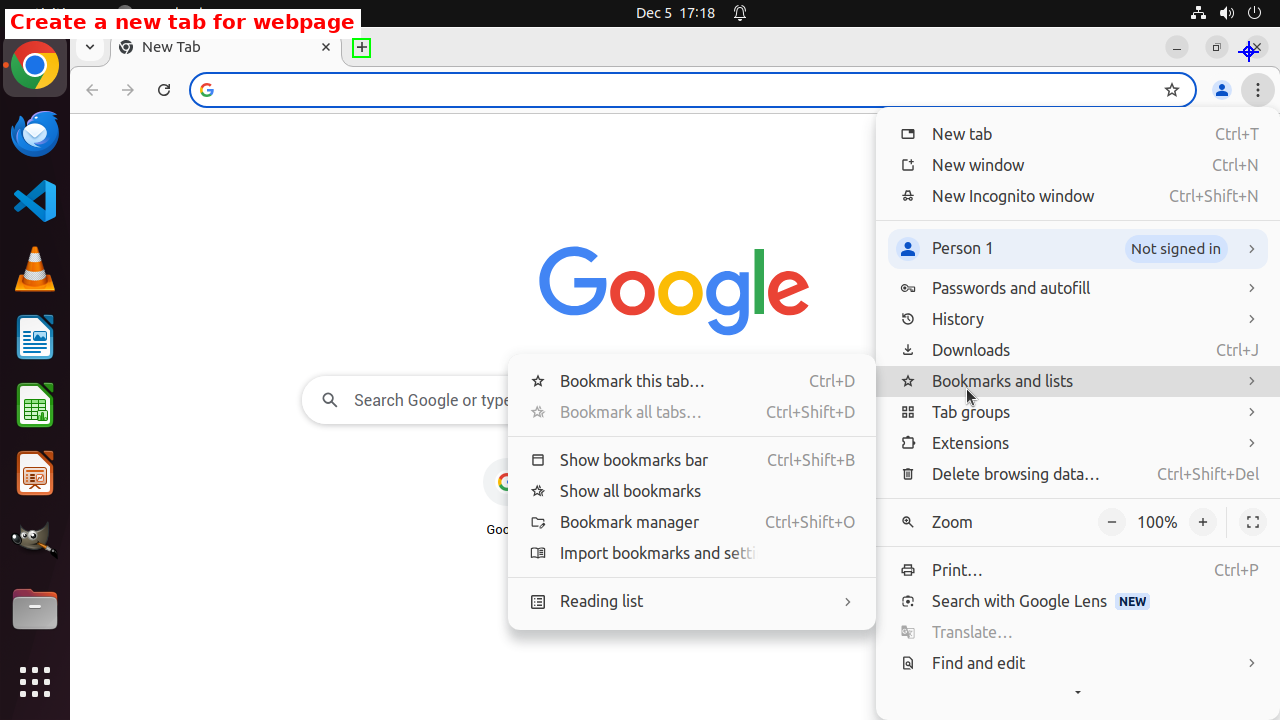 Create a new tab for webpage
Dec 5 17:18
New Tab
New tab Ctrl+T
New window Ctrl+N
New Incognito window Ctrl+Shift+N
Person 1 Not signed in
Passwords and autofill
History
Downloads Ctrl+J
Bookmarks and lists
Tab groups
Extensions
Delete browsing data… Ctrl+Shift+Del
Zoom 100%
Print… Ctrl+P
Search with Google Lens NEW
Translate…
Find and edit
Google
Search Google or type
Goo
Bookmark this tab… Ctrl+D
Bookmark all tabs… Ctrl+Shift+D
Show bookmarks bar Ctrl+Shift+B
Show all bookmarks
Bookmark manager Ctrl+Shift+O
Import bookmarks and setti
Reading list